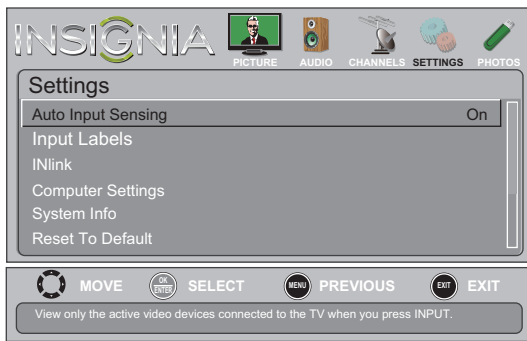 INSIGNIA
PICTURE AUDIO CHANNELS SETTINGS PHOTOS
Settings
Auto Input Sensing On
Input Labels
INlink
Computer Settings
System Info
Reset To Default
MOVE OK ENTER SELECT MENU PREVIOUS EXIT EXIT
View only the active video devices connected to the TV when you press INPUT.